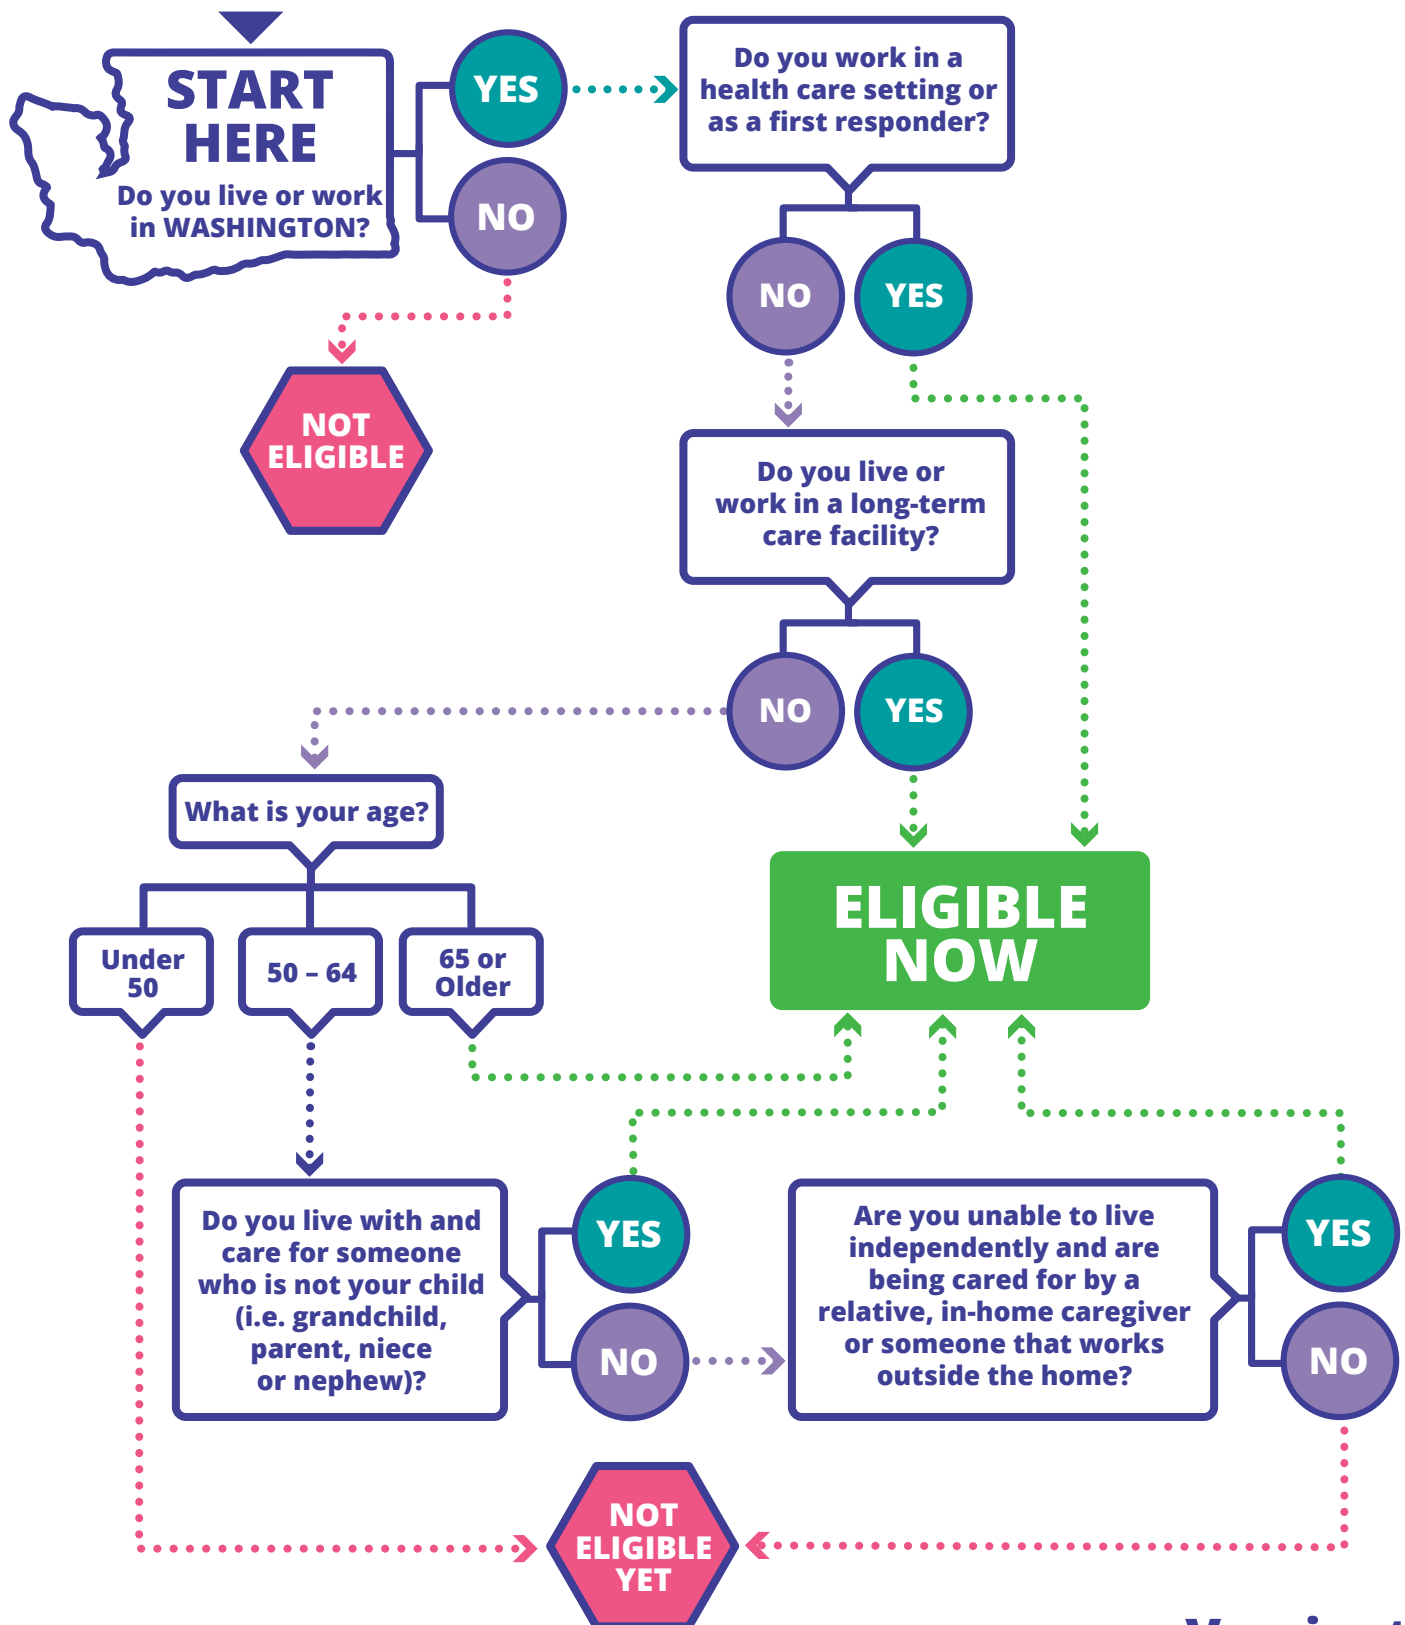 START
HERE
Do you live or work
in WASHINGTON?
YES
NO
Do you work in a
health care setting or
as a first responder?
NO
YES
NOT
ELIGIBLE
Do you live or
work in a long-term
care facility?
NO
YES
What is your age?
Under
50
50 – 64
65 or
Older
ELIGIBLE
NOW
Do you live with and
care for someone
who is not your child
(i.e. grandchild,
parent, niece
or nephew)?
YES
NO
Are you unable to live
independently and are
being cared for by a
relative, in-home caregiver
or someone that works
outside the home?
YES
NO
NOT
ELIGIBLE
YET